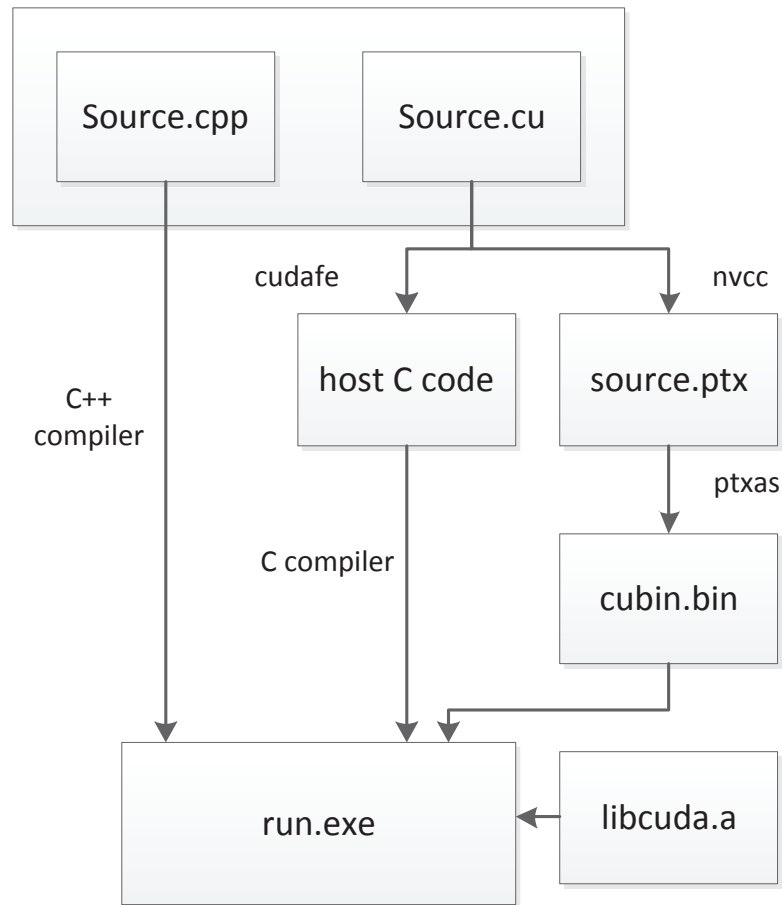 Source.cpp
Source.cu
cudafe
nvcc
host C code
source.ptx
C++
compiler
ptxas
C compiler
cubin.bin
run.exe
libcuda.a